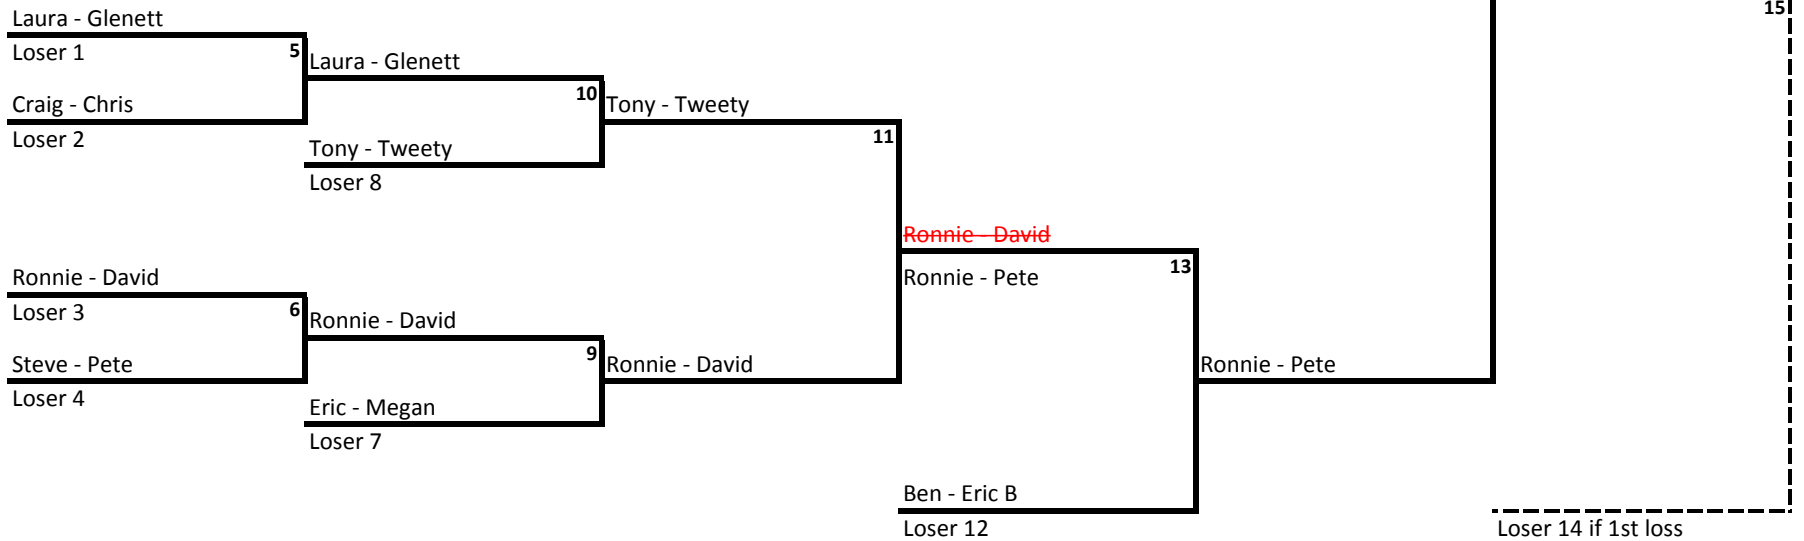 Laura - Glenett
15
Loser 1
5
Laura - Glenett
10
Craig - Chris
Tony - Tweety
Loser 2
11
Tony - Tweety
Loser 8
Ronnie - David
13
Ronnie - David
Ronnie - Pete
Loser 3
6
Ronnie - David
9
Steve - Pete
Ronnie - David
Ronnie - Pete
Loser 4
Eric - Megan
Loser 7
Ben - Eric B
Loser 12
Loser 14 if 1st loss